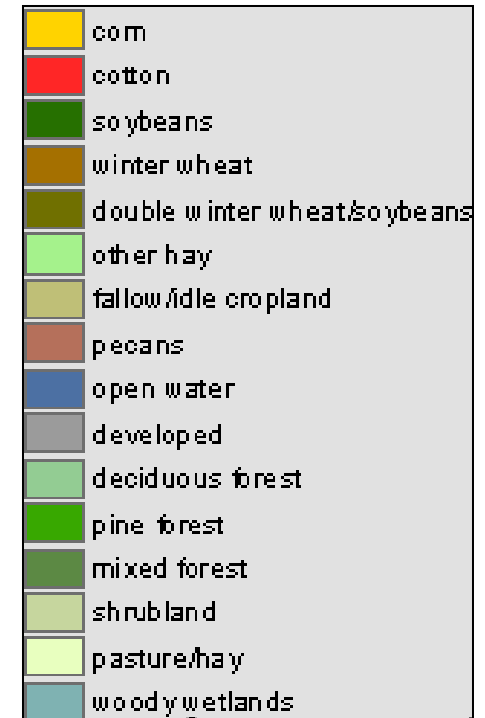 corn
cotton
soybeans
winter wheat
double winter wheat/soybeans
other hay
fallow/idle cropland
pecans
open water
developed
deciduous forest
pine forest
mixed forest
shrubland
pasture/hay
woody wetlands